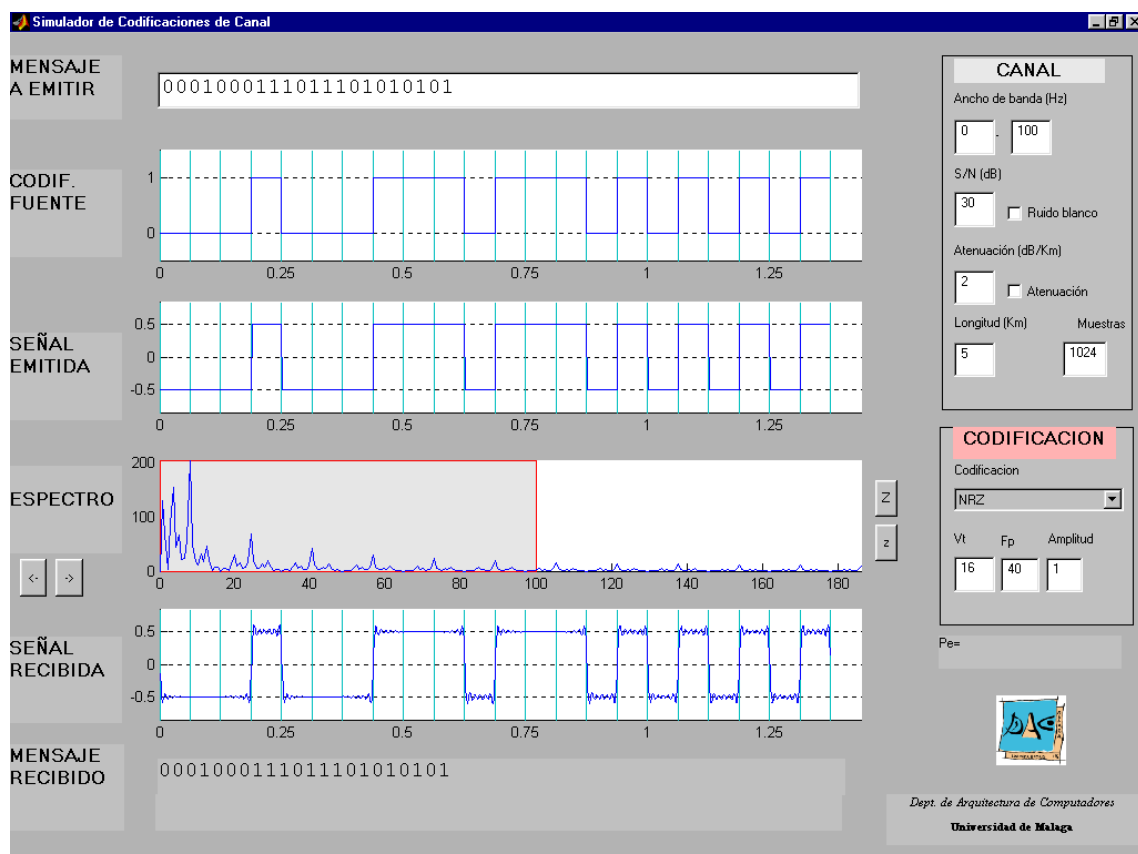 Simulador de Codificaciones de Canal
MENSAJE
A EMITIR
0001000111011101010101
CODIF.
FUENTE
1
0
0 0.25 0.5 0.75 1 1.25
SEÑAL
EMITIDA
0.5
0
-0.5
0 0.25 0.5 0.75 1 1.25
ESPECTRO
200
100
0
0 20 40 60 80 100 120 140 160 180
<- ->
Z
z
SEÑAL
RECIBIDA
0.5
0
-0.5
0 0.25 0.5 0.75 1 1.25
MENSAJE
RECIBIDO
0001000111011101010101
CANAL
Ancho de banda (Hz)
0 - 100
S/N (dB)
30 Ruido blanco
Atenuación (dB/Km)
2 Atenuación
Longitud (Km) Muestras
5 1024
CODIFICACION
Codificacion
NRZ
Vt Fp Amplitud
16 40 1
Pe=
DAC
Dept. de Arquitectura de Computadores
Universidad de Malaga